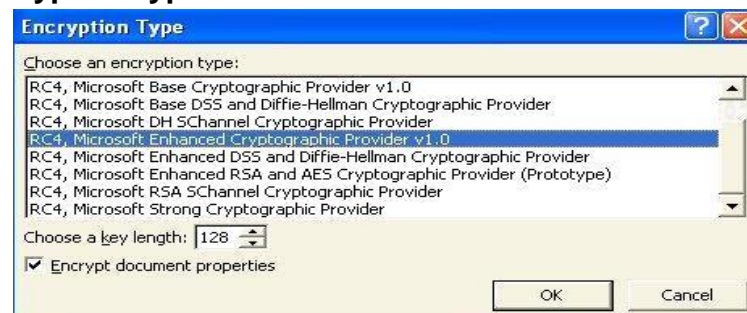 Encryption Type
Choose an encryption type:
RC4, Microsoft Base Cryptographic Provider v1.0
RC4, Microsoft Base DSS and Diffie-Hellman Cryptographic Provider
RC4, Microsoft DH SChannel Cryptographic Provider
RC4, Microsoft Enhanced Cryptographic Provider v1.0
RC4, Microsoft Enhanced DSS and Diffie-Hellman Cryptographic Provider
RC4, Microsoft Enhanced RSA and AES Cryptographic Provider (Prototype)
RC4, Microsoft RSA SChannel Cryptographic Provider
RC4, Microsoft Strong Cryptographic Provider
Choose a key length: 128
Encrypt document properties
OK Cancel